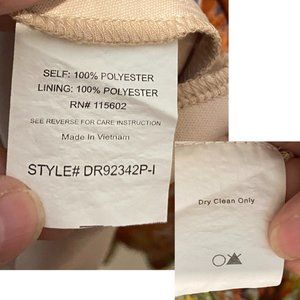 SELF: 100% POLYESTER
LINING: 100% POLYESTER
RN# 115602
SEE REVERSE FOR CARE INSTRUCTION
Made In Vietnam
STYLE# DR92342P-I
Dry Clean Only